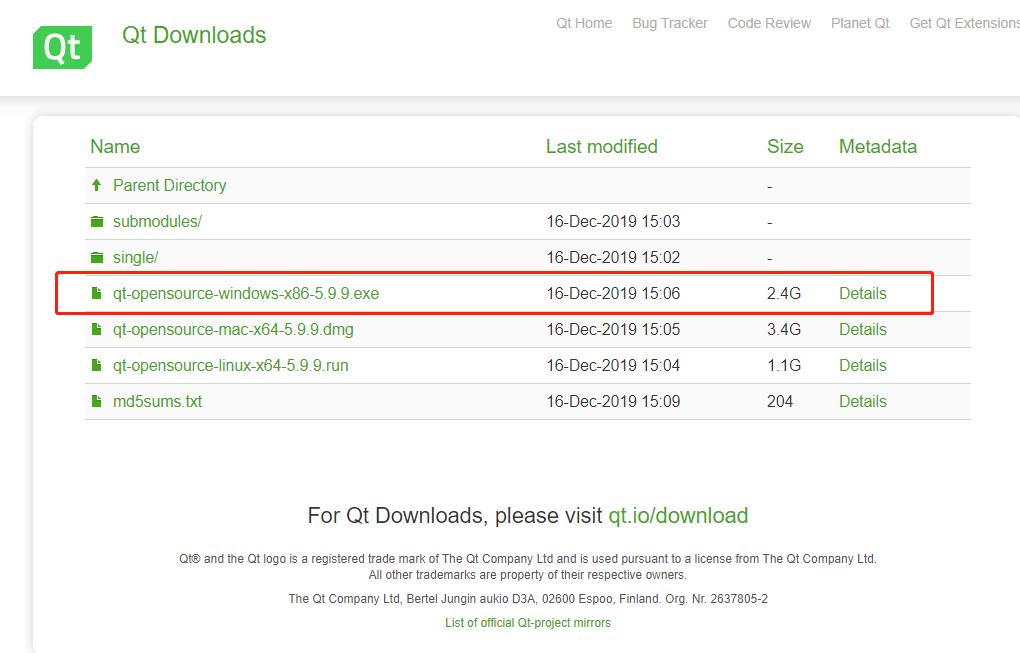 Qt Qt Downloads Qt Home Bug Tracker Code Review Planet Qt Get Qt Extensions
Name Last modified Size Metadata
Parent Directory -
submodules/ 16-Dec-2019 15:03 -
single/ 16-Dec-2019 15:02 -
qt-opensource-windows-x86-5.9.9.exe 16-Dec-2019 15:06 2.4G Details
qt-opensource-mac-x64-5.9.9.dmg 16-Dec-2019 15:05 3.4G Details
qt-opensource-linux-x64-5.9.9.run 16-Dec-2019 15:04 1.1G Details
md5sums.txt 16-Dec-2019 15:09 204 Details
For Qt Downloads, please visit qt.io/download
Qt® and the Qt logo is a registered trade mark of The Qt Company Ltd and is used pursuant to a license from The Qt Company Ltd.
All other trademarks are property of their respective owners.
The Qt Company Ltd, Bertel Jungin aukio D3A, 02600 Espoo, Finland. Org. Nr. 2637805-2
List of official Qt-project mirrors